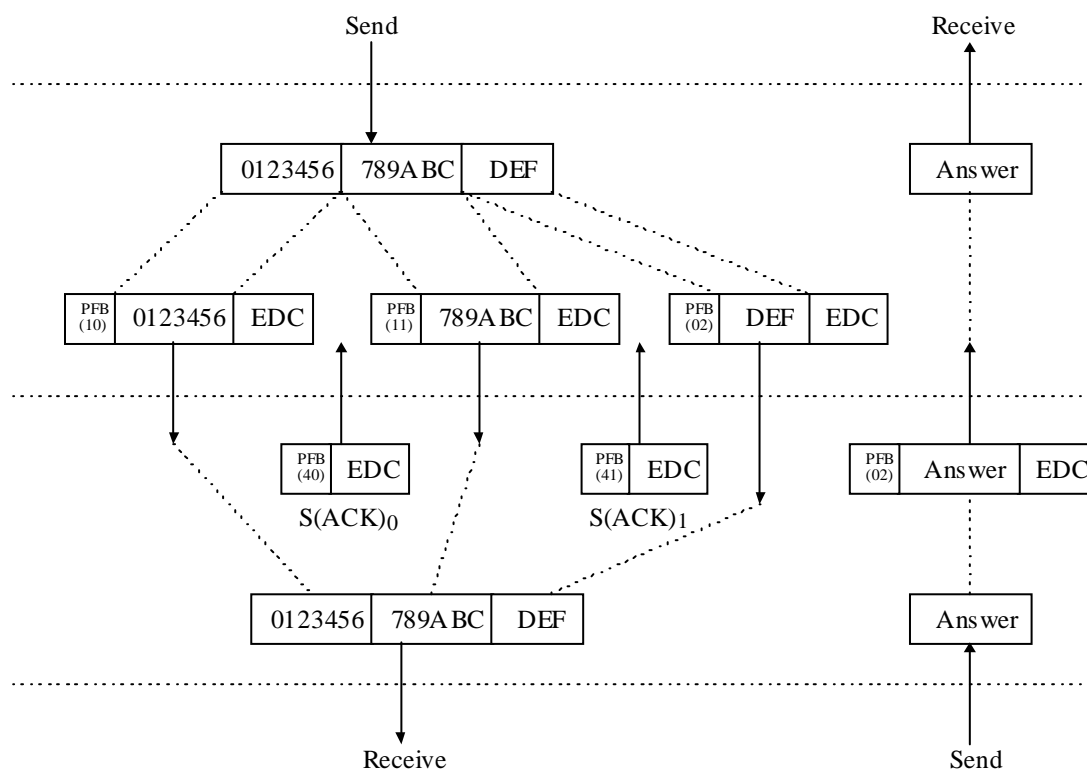 Send Receive
0123456 789ABC DEF Answer
PFB (10) 0123456 EDC PFB (11) 789ABC EDC PFB (02) DEF EDC
PFB (40) EDC PFB (41) EDC PFB (02) Answer EDC
S(ACK)0 S(ACK)1
0123456 789ABC DEF Answer
Receive Send